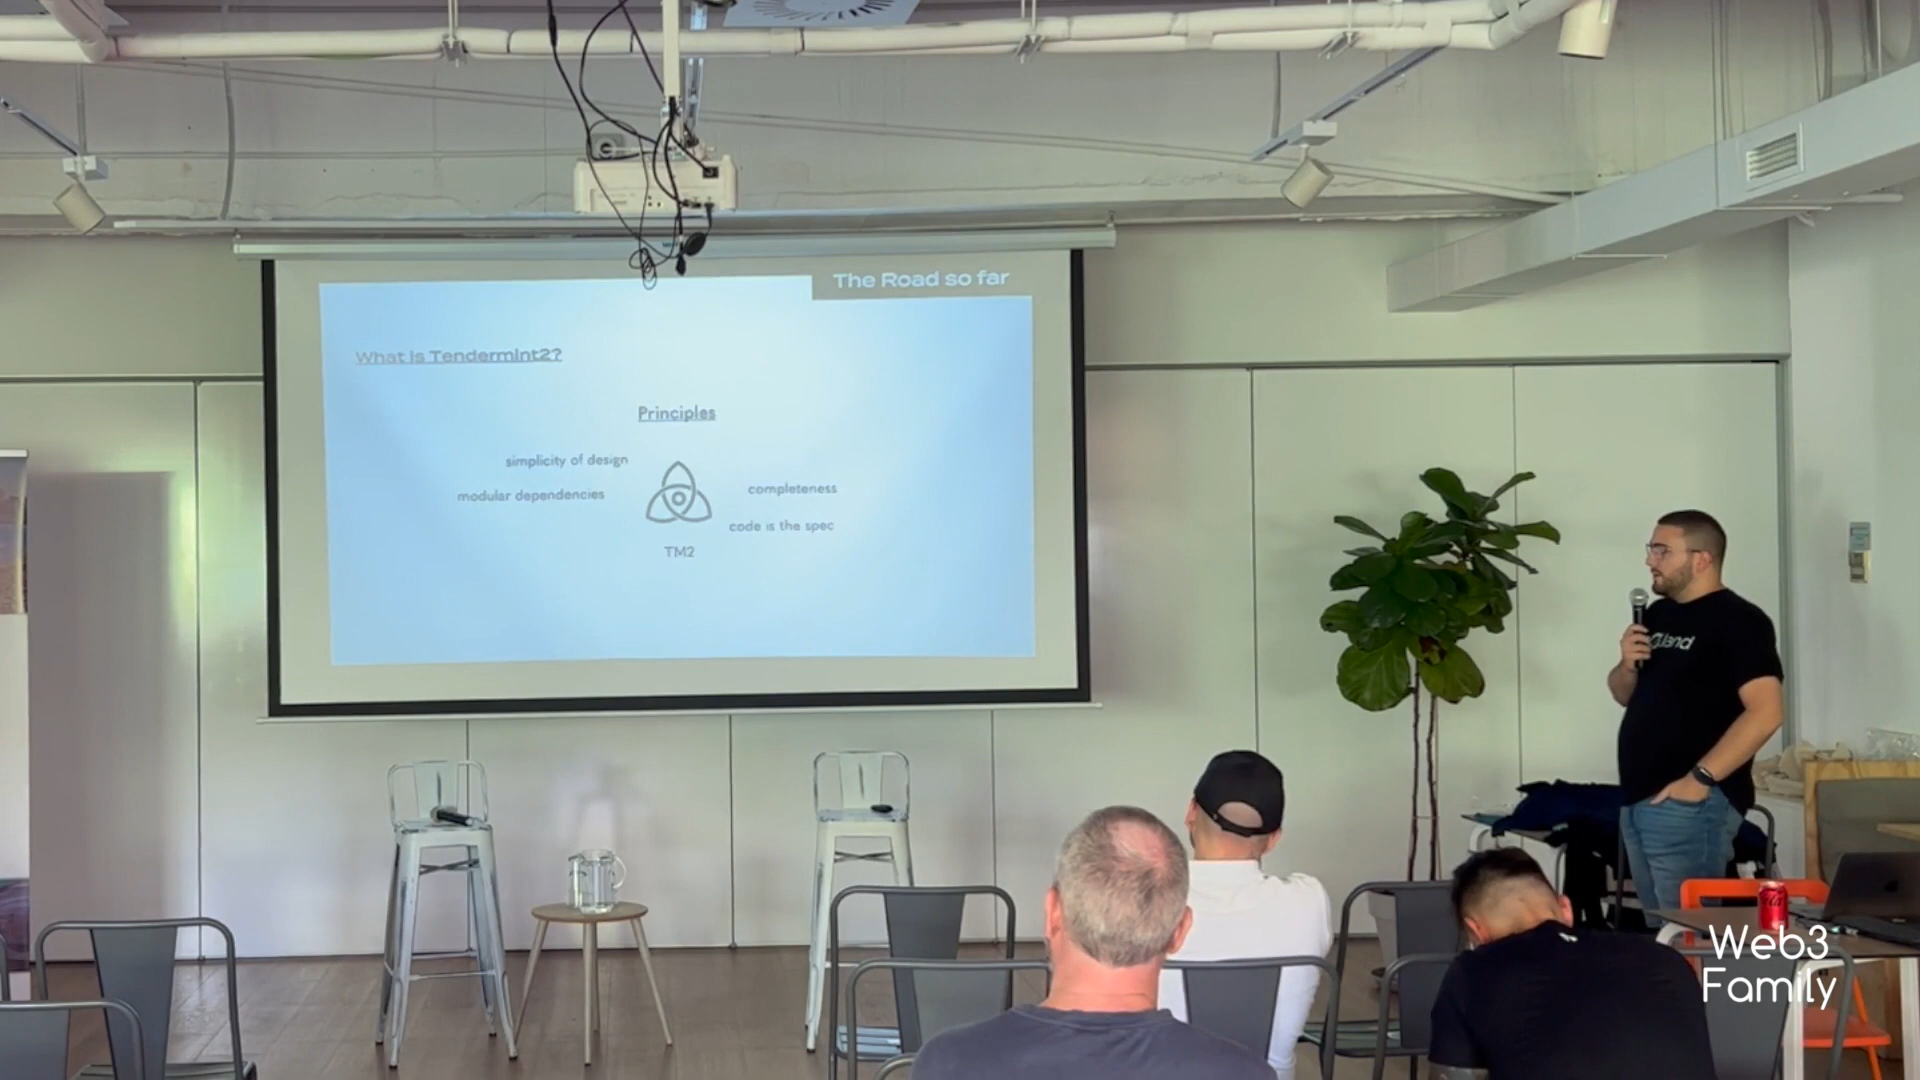 The Road so far
What is Tendermint2?
Principles
simplicity of design
modular dependencies
completeness
code is the spec
TM2
Web3
Family